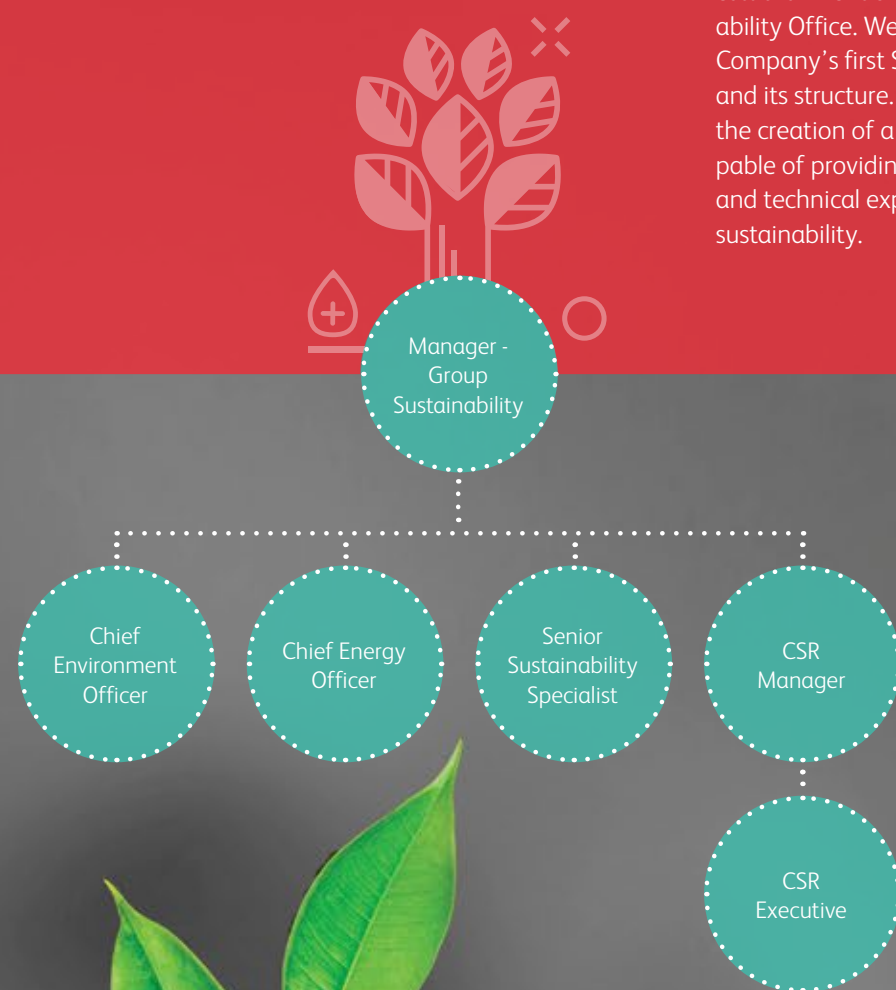 ability Office. We
Company's first S
and its structure.
the creation of a
pable of providin
and technical exp
sustainability.
Manager -
Group
Sustainability
Chief
Environment
Officer
Chief Energy
Officer
Senior
Sustainability
Specialist
CSR
Manager
CSR
Executive